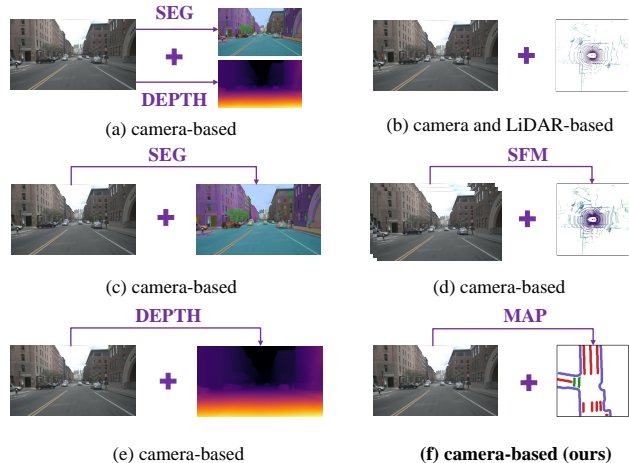 SEG
DEPTH
(a) camera-based
(b) camera and LiDAR-based
SEG
(c) camera-based
SFM
(d) camera-based
DEPTH
(e) camera-based
MAP
(f) camera-based (ours)